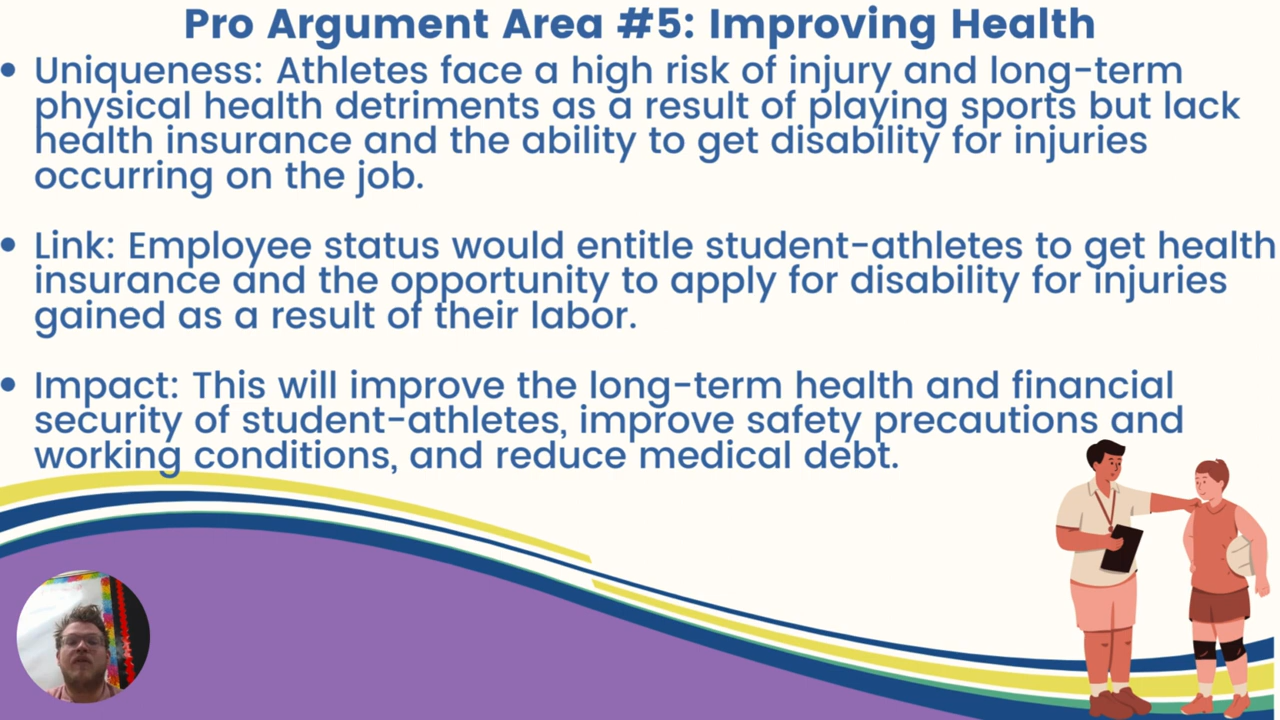 Pro Argument Area #5: Improving Health
• Uniqueness: Athletes face a high risk of injury and long-term
physical health detriments as a result of playing sports but lack
health insurance and the ability to get disability for injuries
occurring on the job.
• Link: Employee status would entitle student-athletes to get health
insurance and the opportunity to apply for disability for injuries
gained as a result of their labor.
• Impact: This will improve the long-term health and financial
security of student-athletes, improve safety precautions and
working conditions, and reduce medical debt.